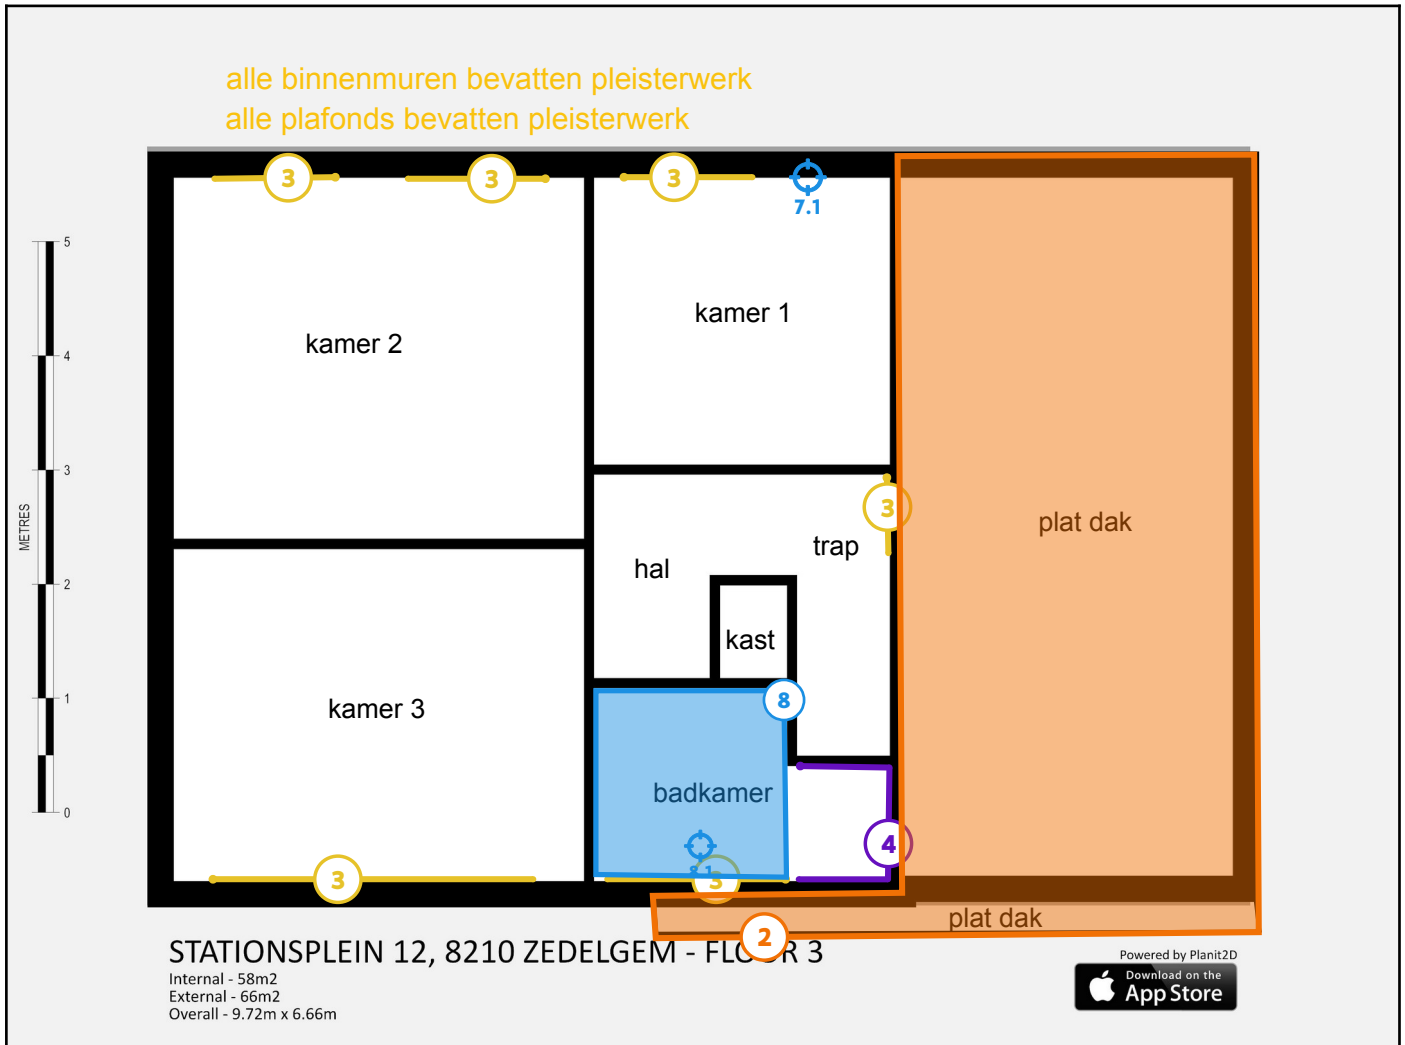 alle binnenmuren bevatten pleisterwerk
alle plafonds bevatten pleisterwerk
3
3
3
7.1
5
4
3
2
1
0
METRES
kamer 2
kamer 1
3
plat dak
trap
hal
kast
8
kamer 3
badkamer
8.1
4
3
3
plat dak
2
STATIONSPLEIN 12, 8210 ZEDELGEM - FLOOR 3
Internal - 58m2
External - 66m2
Overall - 9.72m x 6.66m
Powered by Planit2D
Download on the
App Store